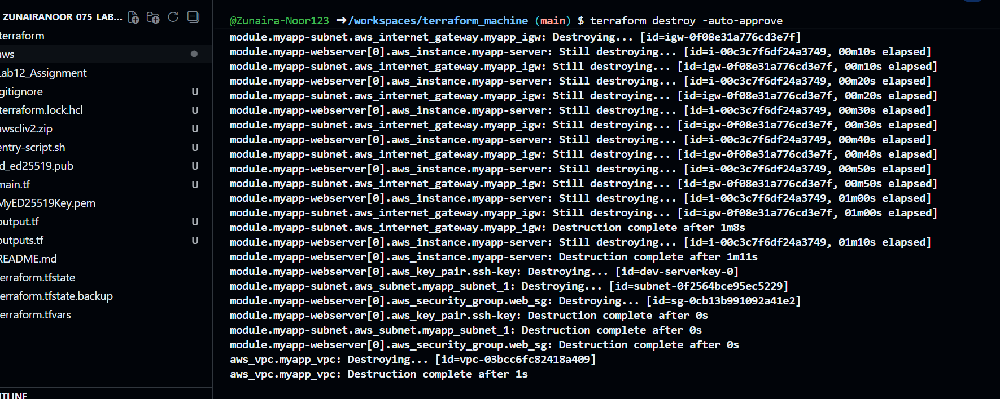 _ZUNAIRANOOR_075_LAB...
terraform
aws
Lab12_Assignment
gitignore U
terraform.lock.hcl U
awscliv2.zip U
entry-script.sh U
d_ed25519.pub U
main.tf U
MyED25519Key.pem
output.tf U
outputs.tf U
README.md
erraform.tfstate
erraform.tfstate.backup
erraform.tfvars
UTLINE
@Zunaira-Noor123 ➜/workspaces/terraform_machine (main) $ terraform destroy -auto-approve
module.myapp-subnet.aws_internet_gateway.myapp_igw: Destroying... [id=igw-0f08e31a776cd3e7f]
module.myapp-webserver[0].aws_instance.myapp-server: Still destroying... [id=i-00c3c7f6df24a3749, 00m10s elapsed]
module.myapp-subnet.aws_internet_gateway.myapp_igw: Still destroying... [id=igw-0f08e31a776cd3e7f, 00m10s elapsed]
module.myapp-webserver[0].aws_instance.myapp-server: Still destroying... [id=i-00c3c7f6df24a3749, 00m20s elapsed]
module.myapp-subnet.aws_internet_gateway.myapp_igw: Still destroying... [id=igw-0f08e31a776cd3e7f, 00m20s elapsed]
module.myapp-webserver[0].aws_instance.myapp-server: Still destroying... [id=i-00c3c7f6df24a3749, 00m30s elapsed]
module.myapp-subnet.aws_internet_gateway.myapp_igw: Still destroying... [id=igw-0f08e31a776cd3e7f, 00m30s elapsed]
module.myapp-webserver[0].aws_instance.myapp-server: Still destroying... [id=i-00c3c7f6df24a3749, 00m40s elapsed]
module.myapp-subnet.aws_internet_gateway.myapp_igw: Still destroying... [id=igw-0f08e31a776cd3e7f, 00m40s elapsed]
module.myapp-webserver[0].aws_instance.myapp-server: Still destroying... [id=i-00c3c7f6df24a3749, 00m50s elapsed]
module.myapp-subnet.aws_internet_gateway.myapp_igw: Still destroying... [id=igw-0f08e31a776cd3e7f, 00m50s elapsed]
module.myapp-webserver[0].aws_instance.myapp-server: Still destroying... [id=i-00c3c7f6df24a3749, 01m00s elapsed]
module.myapp-subnet.aws_internet_gateway.myapp_igw: Still destroying... [id=igw-0f08e31a776cd3e7f, 01m00s elapsed]
module.myapp-subnet.aws_internet_gateway.myapp_igw: Destruction complete after 1m8s
module.myapp-webserver[0].aws_instance.myapp-server: Still destroying... [id=i-00c3c7f6df24a3749, 01m10s elapsed]
module.myapp-webserver[0].aws_instance.myapp-server: Destruction complete after 1m11s
module.myapp-webserver[0].aws_key_pair.ssh-key: Destroying... [id=dev-serverkey-0]
module.myapp-subnet.aws_subnet.myapp_subnet_1: Destroying... [id=subnet-0f2564bce95ec5229]
module.myapp-webserver[0].aws_security_group.web_sg: Destroying... [id=sg-0cb13b991092a41e2]
module.myapp-webserver[0].aws_key_pair.ssh-key: Destruction complete after 0s
module.myapp-subnet.aws_subnet.myapp_subnet_1: Destruction complete after 0s
module.myapp-webserver[0].aws_security_group.web_sg: Destruction complete after 0s
aws_vpc.myapp_vpc: Destroying... [id=vpc-03bcc6fc82418a409]
aws_vpc.myapp_vpc: Destruction complete after 1s